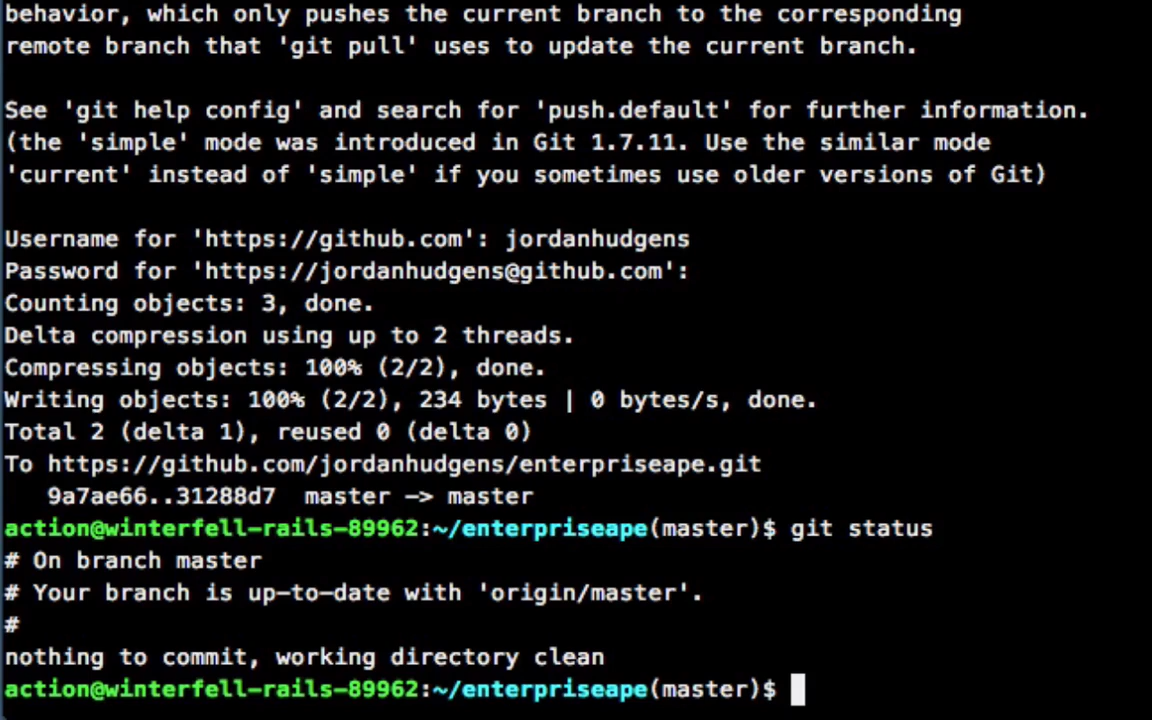 behavior, which only pushes the current branch to the corresponding
remote branch that 'git pull' uses to update the current branch.
See 'git help config' and search for 'push.default' for further information.
(the 'simple' mode was introduced in Git 1.7.11. Use the similar mode
'current' instead of 'simple' if you sometimes use older versions of Git)
Username for 'https://github.com': jordanhudgens
Password for 'https://jordanhudgens@github.com':
Counting objects: 3, done.
Delta compression using up to 2 threads.
Compressing objects: 100% (2/2), done.
Writing objects: 100% (2/2), 234 bytes | 0 bytes/s, done.
Total 2 (delta 1), reused 0 (delta 0)
To https://github.com/jordanhudgens/enterpriseape.git
   9a7ae66..31288d7  master -> master
action@winterfell-rails-89962:~/enterpriseape(master)$ git status
# On branch master
# Your branch is up-to-date with 'origin/master'.
#
nothing to commit, working directory clean
action@winterfell-rails-89962:~/enterpriseape(master)$